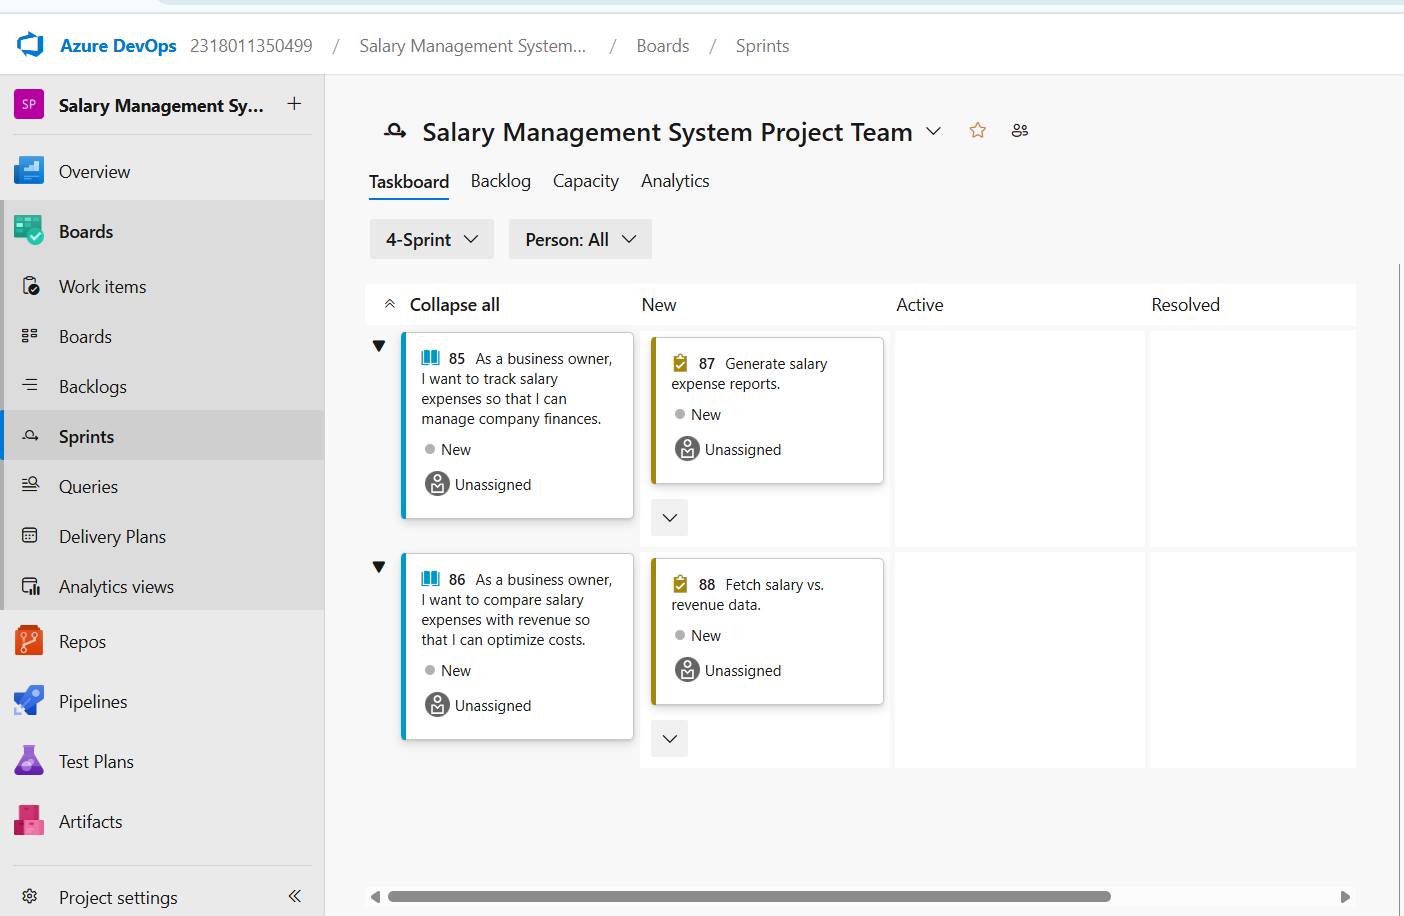 Azure DevOps 2318011350499 / Salary Management System... / Boards / Sprints
SP Salary Management Sy... +
Overview
Boards
Work items
Boards
Backlogs
Sprints
Queries
Delivery Plans
Analytics views
Repos
Pipelines
Test Plans
Artifacts
Project settings
Salary Management System Project Team
Taskboard Backlog Capacity Analytics
4-Sprint Person: All
Collapse all New Active Resolved
85 As a business owner,
I want to track salary
expenses so that I can
manage company finances.
New
Unassigned
87 Generate salary
expense reports.
New
Unassigned
86 As a business owner,
I want to compare salary
expenses with revenue so
that I can optimize costs.
New
Unassigned
88 Fetch salary vs.
revenue data.
New
Unassigned